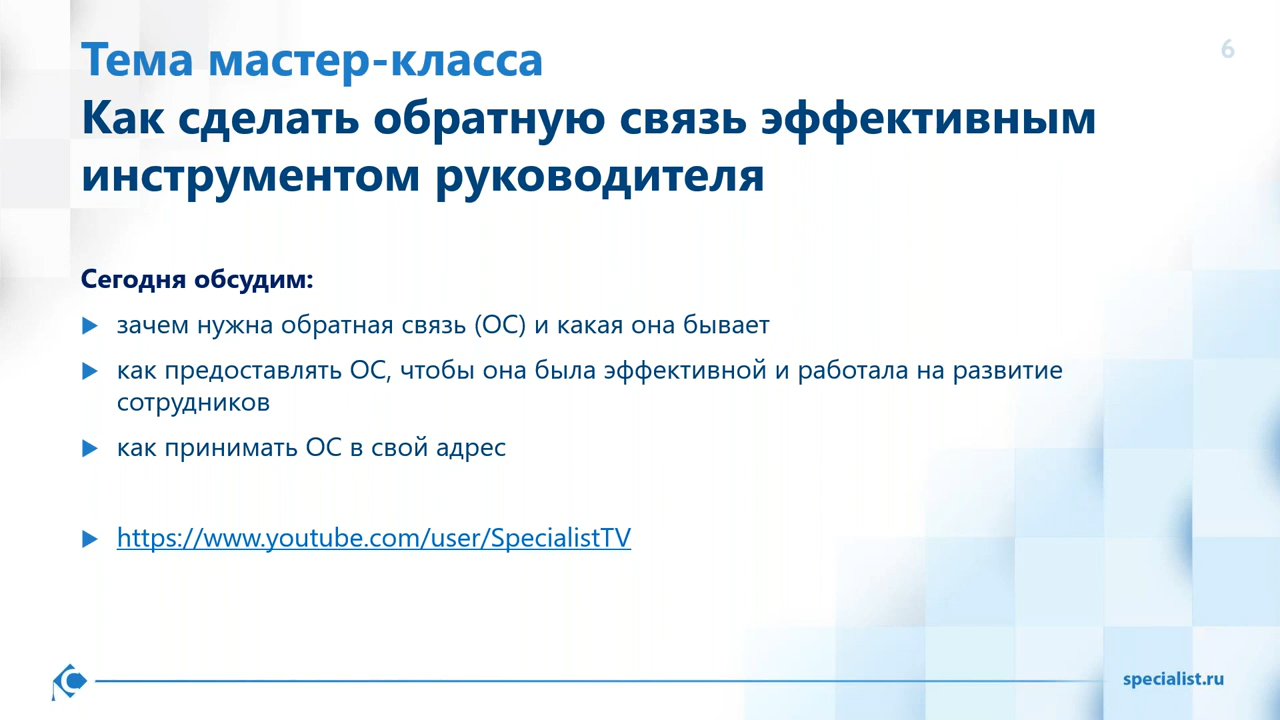 6
Тема мастер-класса
Как сделать обратную связь эффективным
инструментом руководителя
Сегодня обсудим:
зачем нужна обратная связь (ОС) и какая она бывает
как предоставлять ОС, чтобы она была эффективной и работала на развитие
сотрудников
как принимать ОС в свой адрес
https://www.youtube.com/user/SpecialistTV
specialist.ru